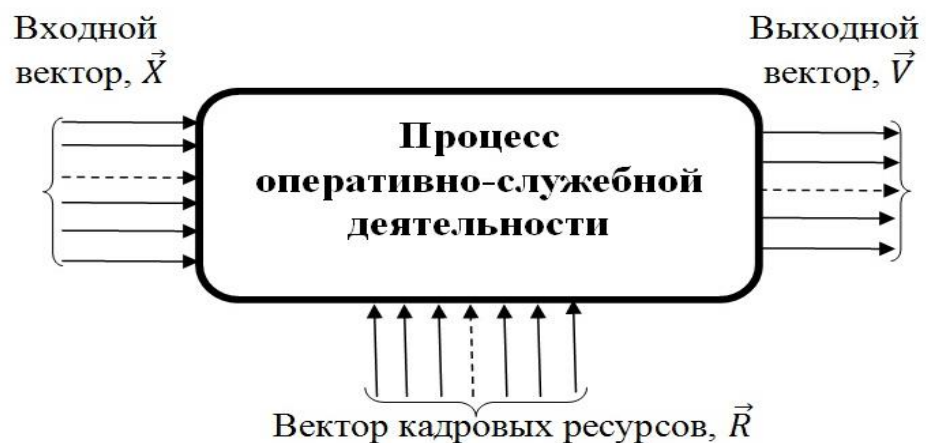 Входной
вектор, X⃗
Выходной
вектор, V⃗
Процесс
оперативно-служебной
деятельности
Вектор кадровых ресурсов, R⃗